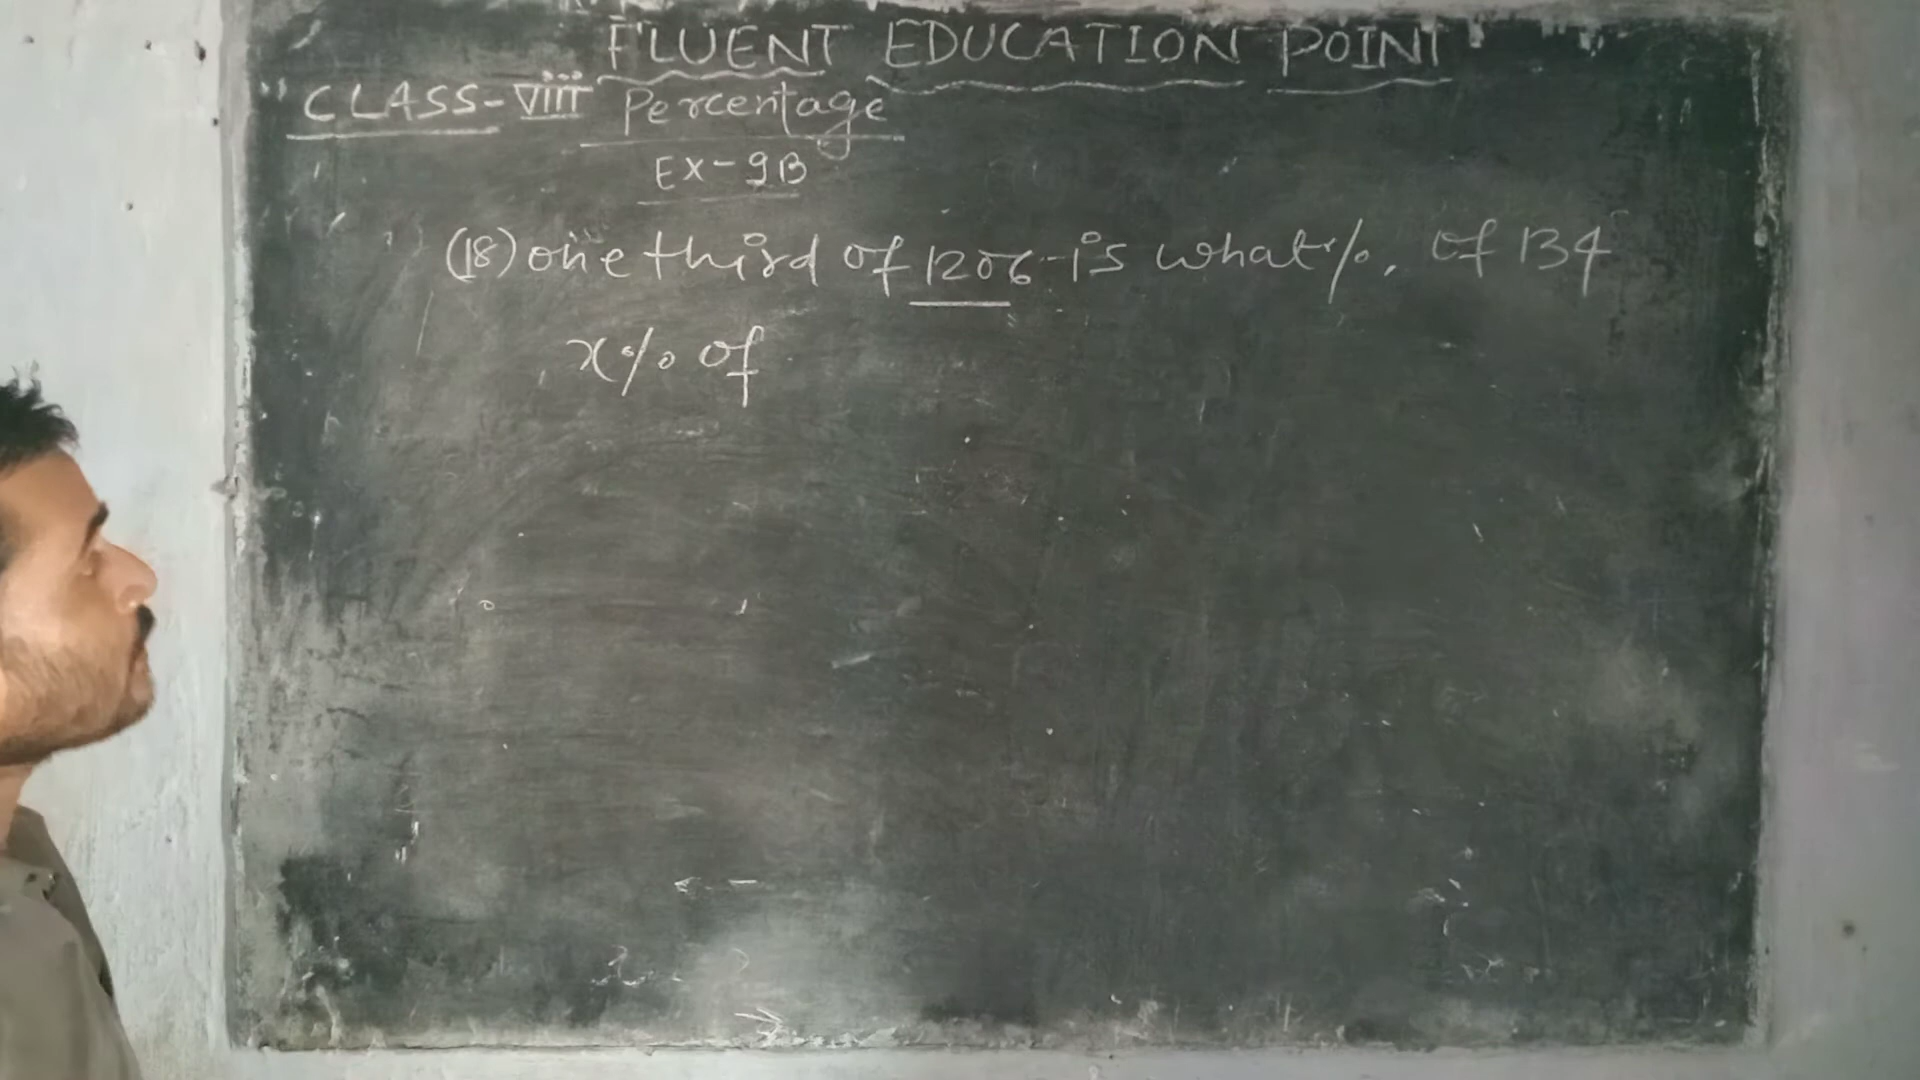 FLUENT EDUCATION POINT
CLASS-VIII Percentage
EX-9B
(18) one third of 1206 is what %. of 134
x% of